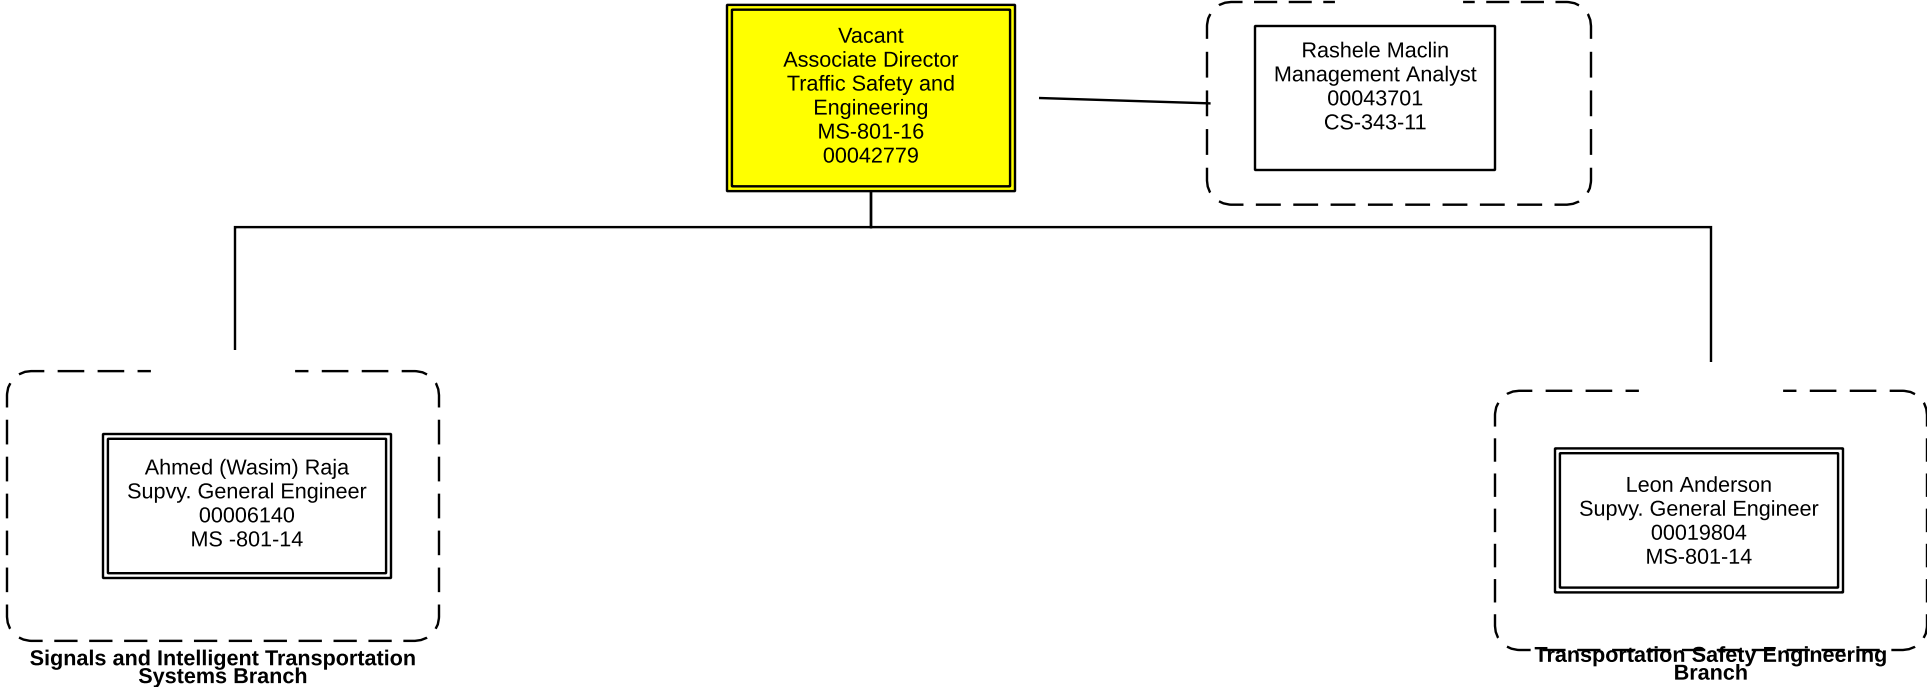 Vacant
Associate Director
Traffic Safety and
Engineering
MS-801-16
00042779
Rashele Maclin
Management Analyst
00043701
CS-343-11
Ahmed (Wasim) Raja
Supvy. General Engineer
00006140
MS -801-14
Signals and Intelligent Transportation
Systems Branch
Leon Anderson
Supvy. General Engineer
00019804
MS-801-14
Transportation Safety Engineering
Branch